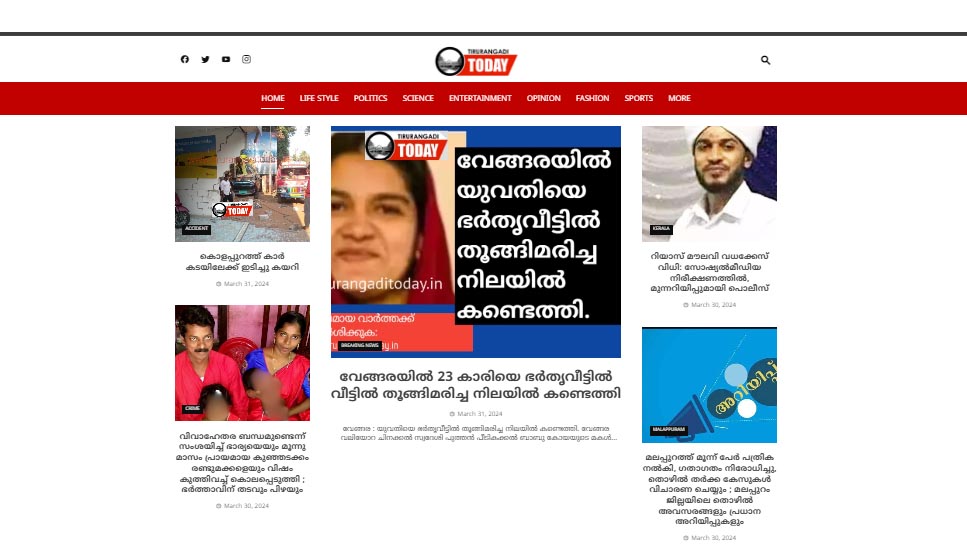 TIRURANGADI
TODAY
HOME LIFE STYLE POLITICS SCIENCE ENTERTAINMENT OPINION FASHION SPORTS MORE
TODAY
ACCIDENT
കൊളപ്പുറത്ത് കാർ
കടയിലേക്ക് ഇടിച്ചു കയറി
March 31, 2024
CRIME
വിവാഹേതര ബന്ധമുണ്ടെന്ന്
സംശയിച്ച് ഭാര്യയെയും മൂന്നു
മാസം പ്രായമായ കുഞ്ഞടക്കം
രണ്ടുമക്കളെയും വിഷം
കുത്തിവച്ച് കൊലപ്പെടുത്തി ;
ഭർത്താവിന് തടവും പിഴയും
March 30, 2024
TIRURANGADI
TODAY
വേങ്ങരയിൽ
യുവതിയെ
ഭർതൃവീട്ടിൽ
തൂങ്ങിമരിച്ച
നിലയിൽ
കണ്ടെത്തി.
urangaditoday.in
മായ വാർത്തക്ക്
ശിക്കുക:
BREAKING NEWS
വേങ്ങരയിൽ 23 കാരിയെ ഭർതൃവീട്ടിൽ
വീട്ടിൽ തൂങ്ങിമരിച്ച നിലയിൽ കണ്ടെത്തി
March 31, 2024
വേങ്ങര : യുവതിയെ ഭർതൃവീട്ടിൽ തൂങ്ങിമരിച്ച നിലയിൽ കണ്ടെത്തി. വേങ്ങര
വലിയോറ ചിനക്കൽ സ്വദേശി പൂത്തൻ പീടികക്കൽ ബാബു കോയയുടെ മകൾ...
KERALA
റിയാസ് മൗലവി വധക്കേസ്
വിധി: സോഷ്യൽമീഡിയ
നിരീക്ഷണത്തിൽ,
മുന്നറിയിപ്പുമായി പൊലീസ്
March 30, 2024
അറിയിപ്പ്
MALAPPURAM
മലപ്പുറത്ത് മൂന്ന് പേർ പത്രിക
നൽകി, ഗതാഗതം നിരോധിച്ചു,
തൊഴിൽ തർക്ക കേസുകൾ
വിചാരണ ചെയ്യും ; മലപ്പുറം
ജില്ലയിലെ തൊഴിൽ
അവസരങ്ങളും പ്രധാന
അറിയിപ്പുകളും
March 30, 2024